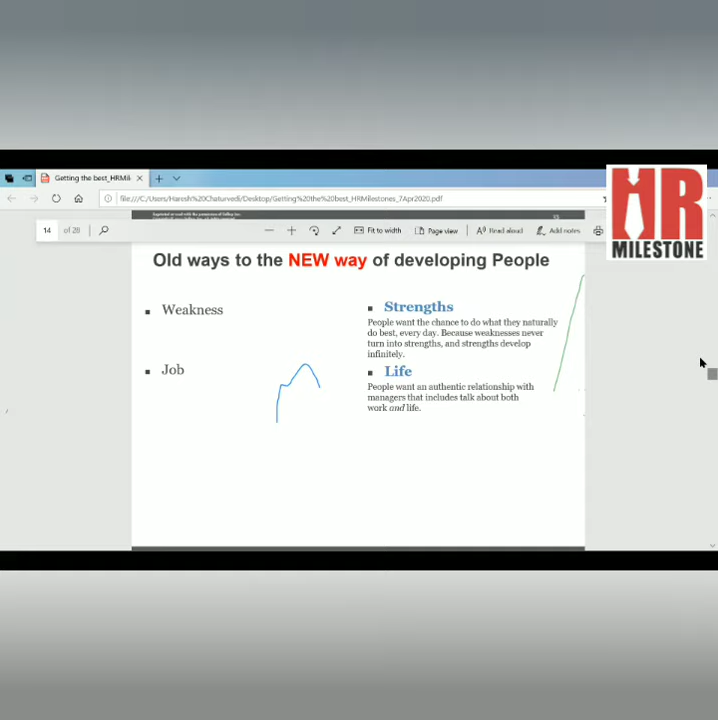 Getting the best_HRMil
file:///C:/Users/Haresh%20Chaturvedi/Desktop/Getting%20the%20best_HRMilestones_7Apr2020.pdf
14 of 28
Fit to width
Page view
Read aloud
Add notes
HR
MILESTONE
Old ways to the NEW way of developing People
Weakness
Job
Strengths
People want the chance to do what they naturally
do best, every day. Because weaknesses never
turn into strengths, and strengths develop
infinitely.
Life
People want an authentic relationship with
managers that includes talk about both
work and life.